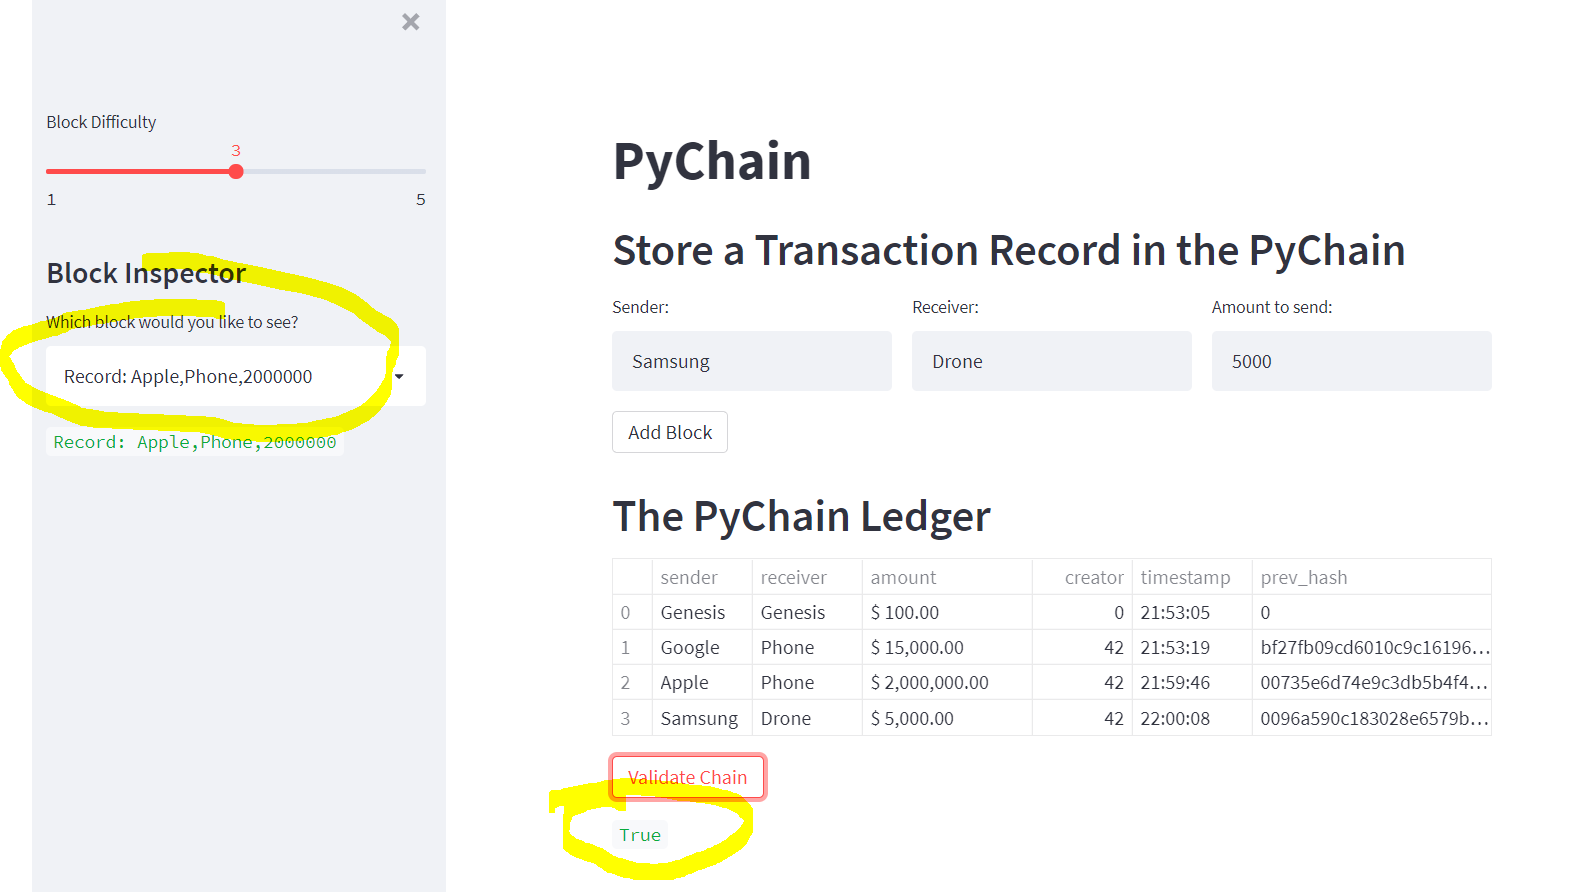 Block Difficulty
3
1 5
Block Inspector
Which block would you like to see?
Record: Apple,Phone,2000000
Record: Apple,Phone,2000000
PyChain
Store a Transaction Record in the PyChain
Sender: Receiver: Amount to send:
Samsung Drone 5000
Add Block
The PyChain Ledger
sender receiver amount creator timestamp prev_hash
0 Genesis Genesis $ 100.00 0 21:53:05 0
1 Google Phone $ 15,000.00 42 21:53:19 bf27fb09cd6010c9c16196...
2 Apple Phone $ 2,000,000.00 42 21:59:46 00735e6d74e9c3db5b4f4...
3 Samsung Drone $ 5,000.00 42 22:00:08 0096a590c183028e6579b...
Validate Chain
True